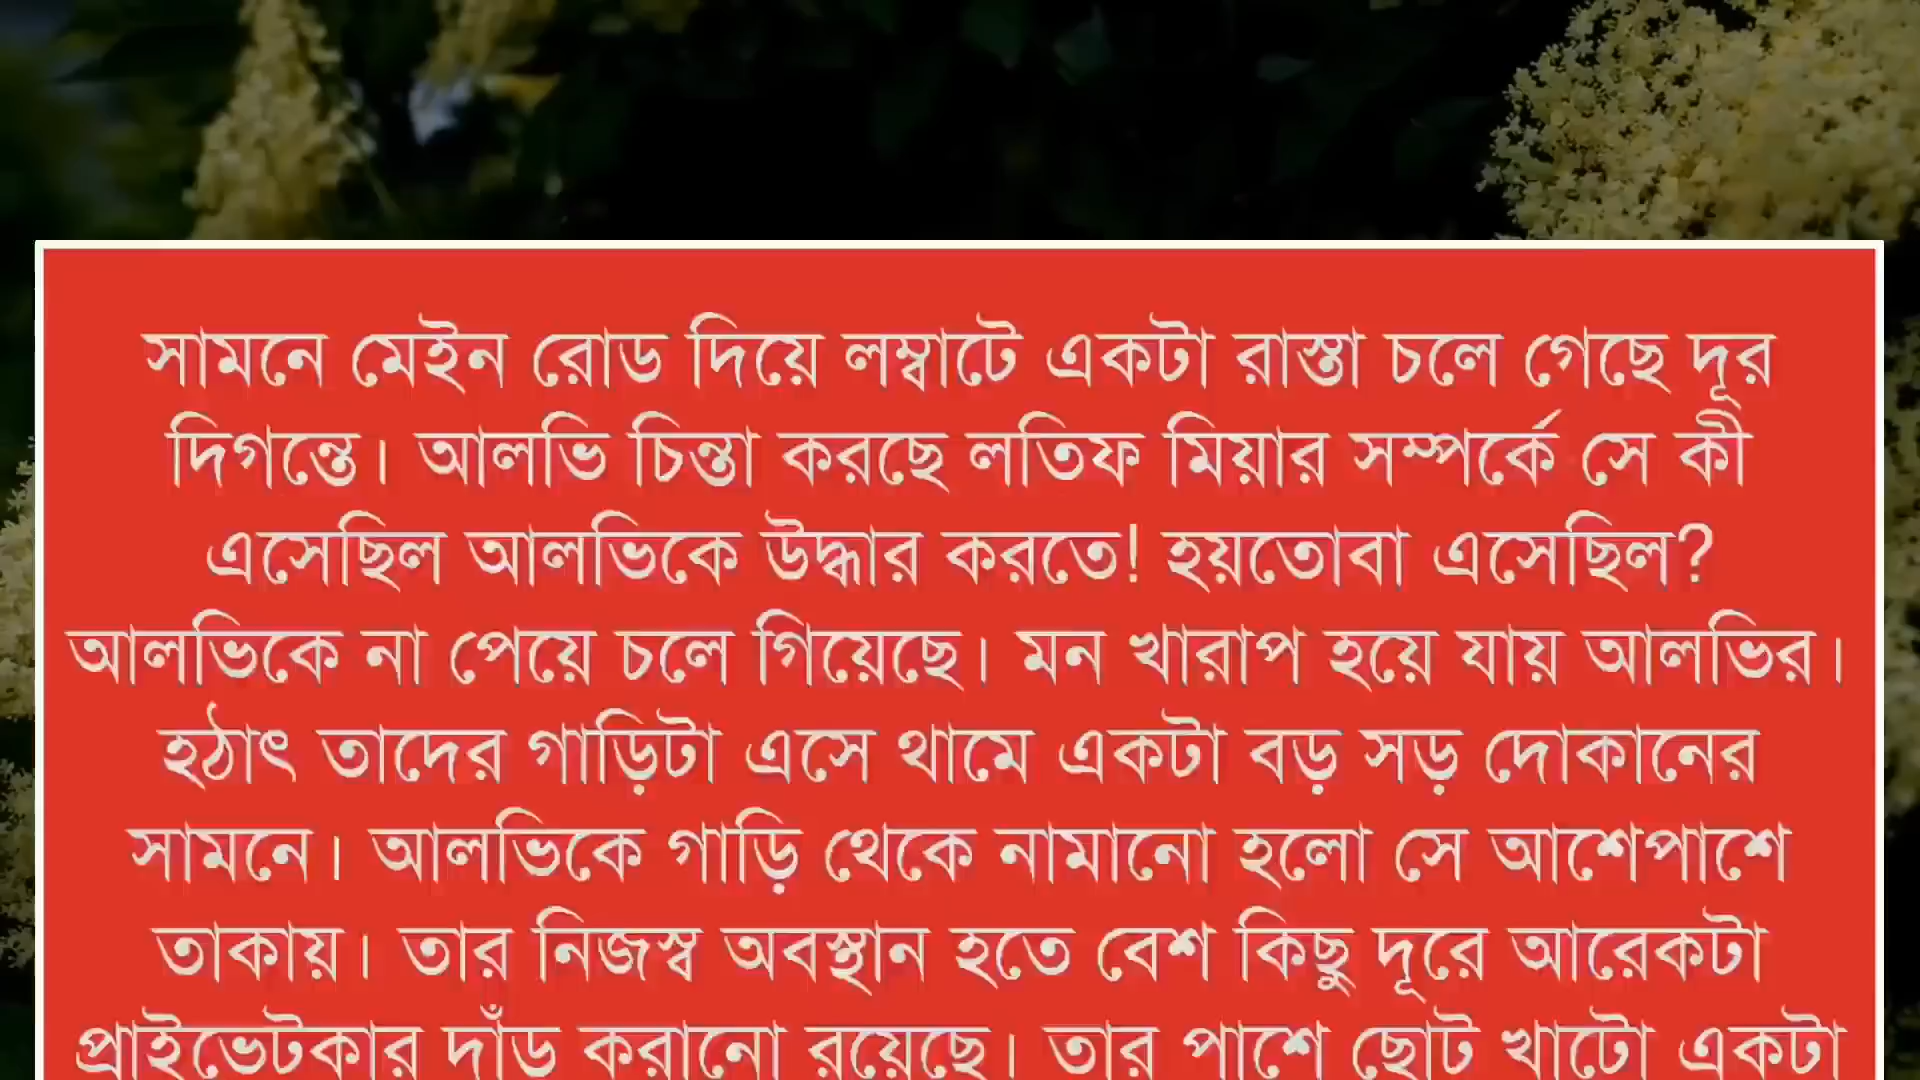 সামনে মেইন রোড দিয়ে লম্বাটে একটা রাস্তা চলে গেছে দূর
দিগন্তে। আলভি চিন্তা করছে লতিফ মিয়ার সম্পর্কে সে কী
এসেছিল আলভিকে উদ্ধার করতে! হয়তোবা এসেছিল?
আলভিকে না পেয়ে চলে গিয়েছে। মন খারাপ হয়ে যায় আলভির।
হঠাৎ তাদের গাড়িটা এসে থামে একটা বড় সড় দোকানের
সামনে। আলভিকে গাড়ি থেকে নামানো হলো সে আশেপাশে
তাকায়। তার নিজস্ব অবস্থান হতে বেশ কিছু দূরে আরেকটা
প্রাইভেটকার দাঁড় করানো রয়েছে। তার পাশে ছোট খাটো একটা